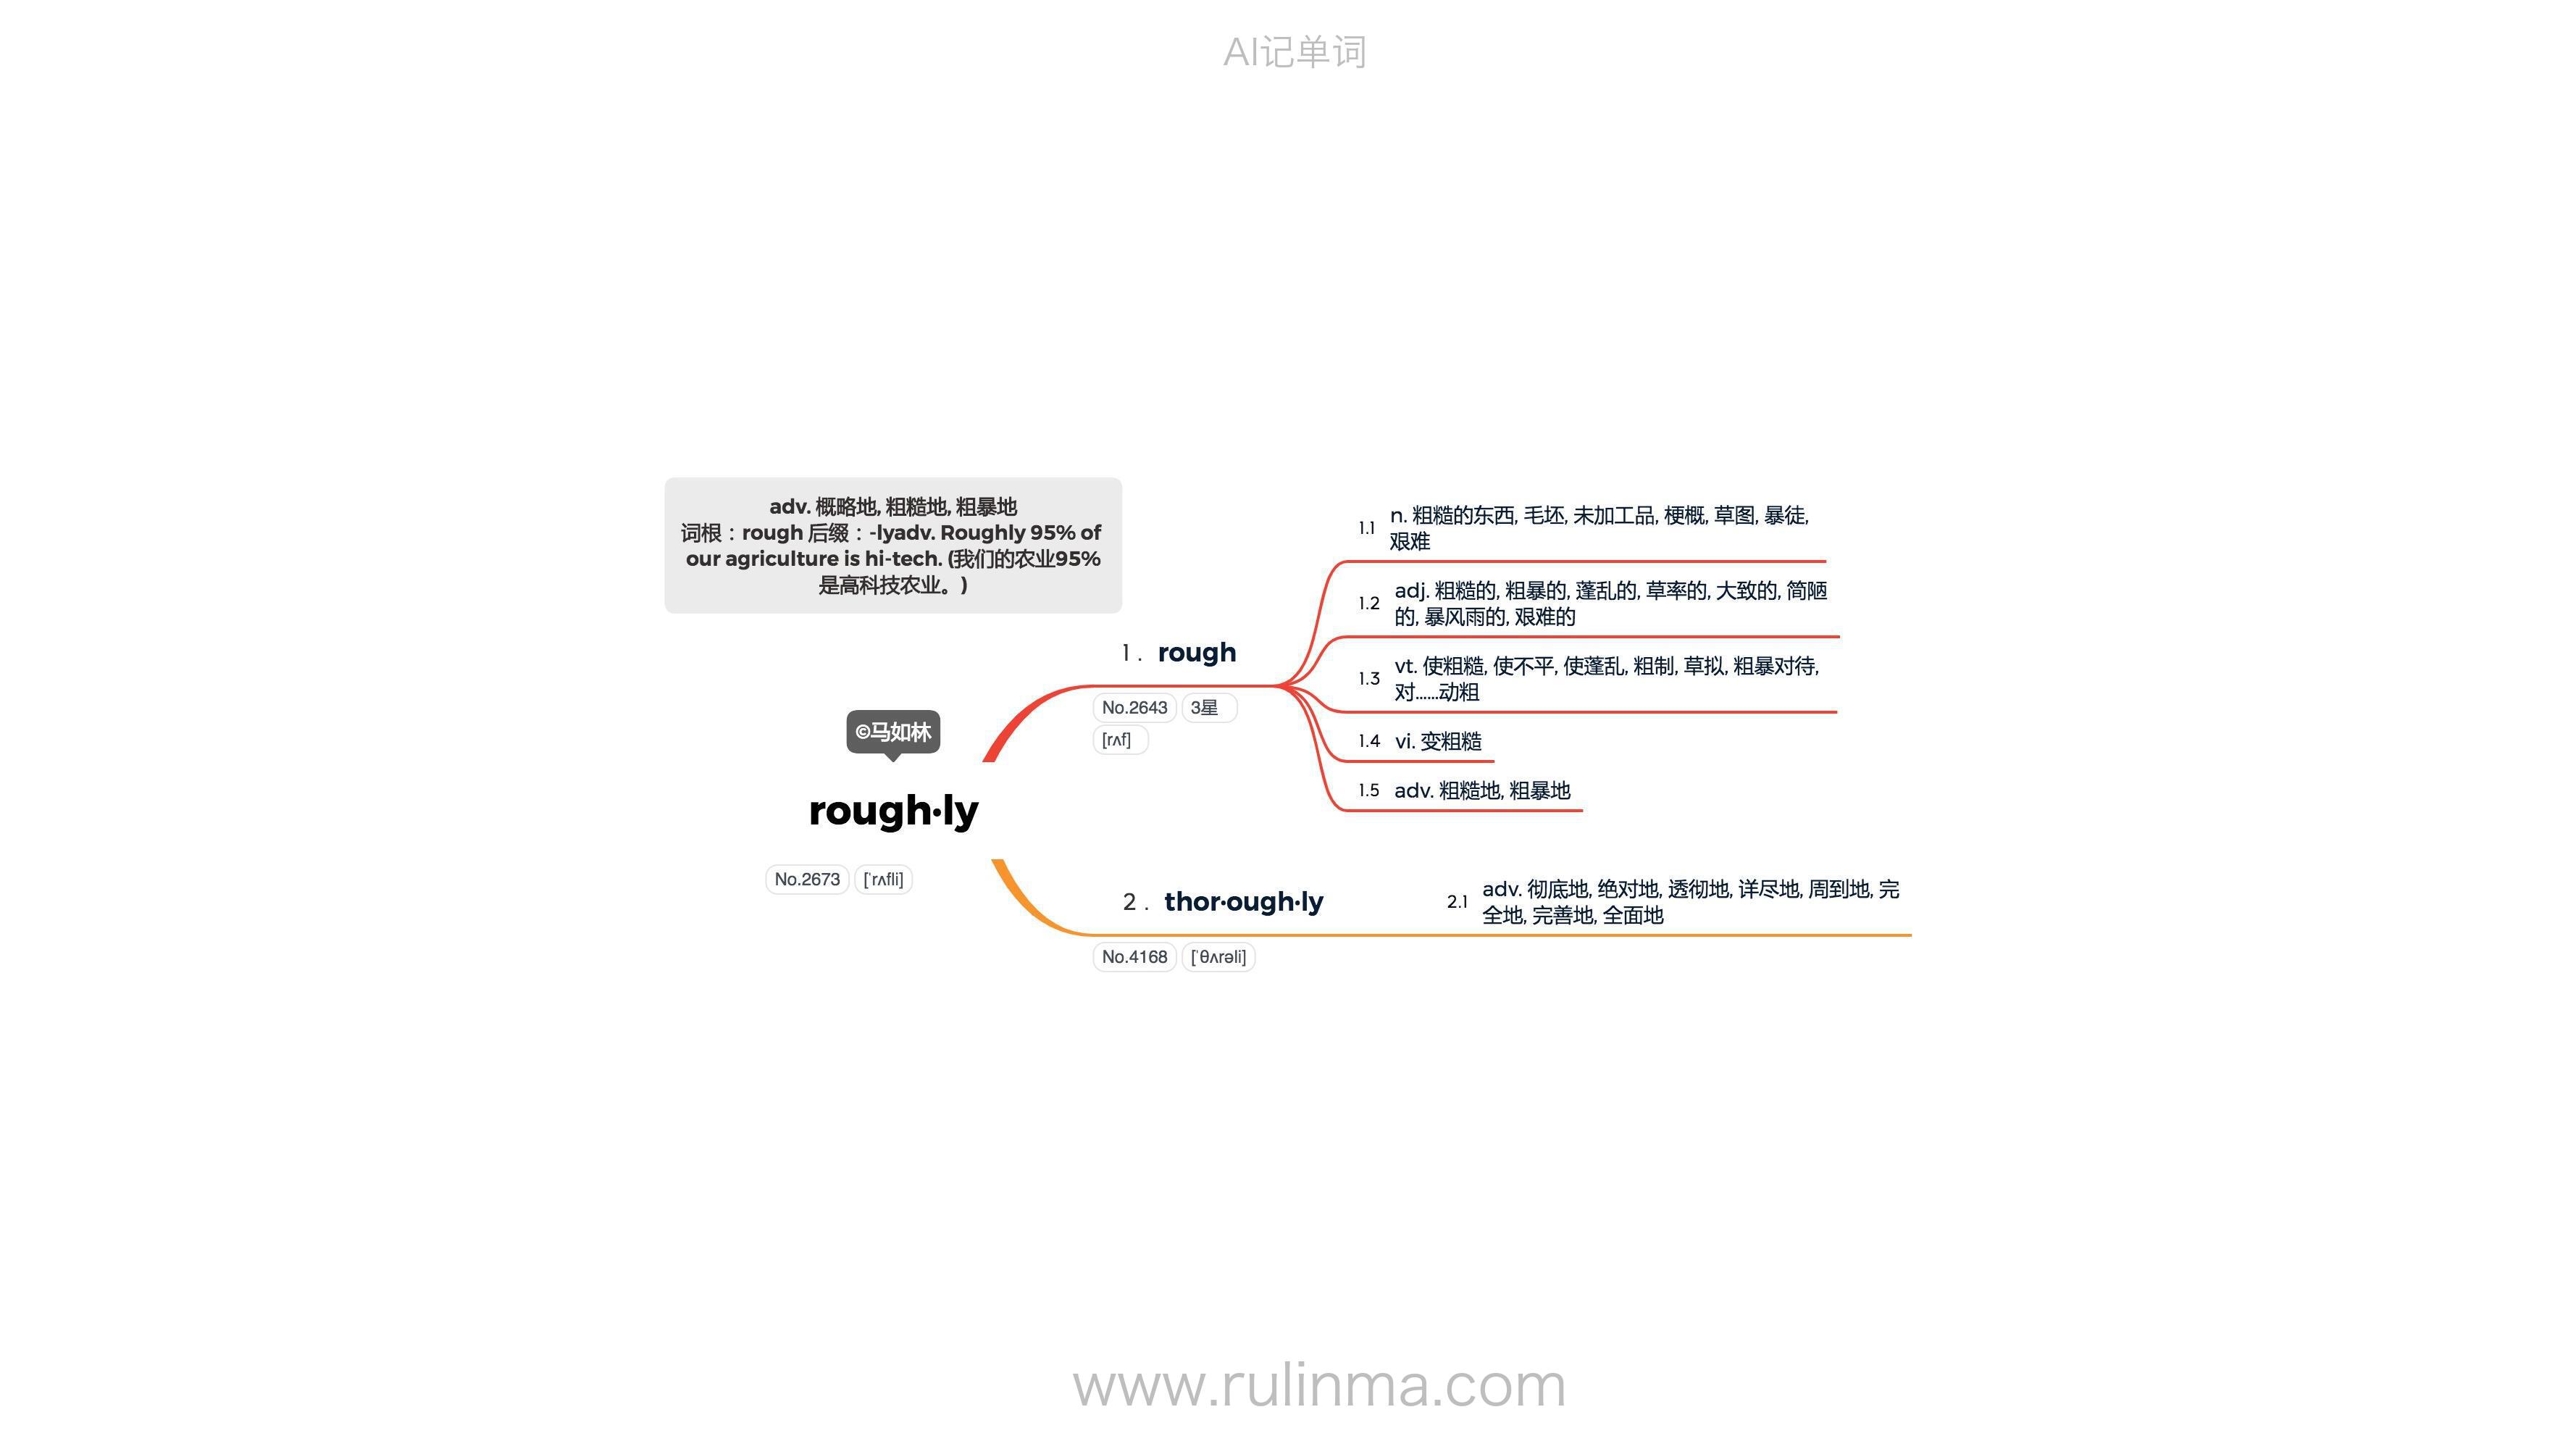 AI记单词
adv. 概略地, 粗糙地, 粗暴地
词根：rough 后缀：-lyadv. Roughly 95% of
our agriculture is hi-tech. (我们的农业95%
是高科技农业。)
©马如林
rough·ly
No.2673 [ˈrʌfli]
1 . rough
No.2643 3星
[rʌf]
1.1 n. 粗糙的东西, 毛坯, 未加工品, 梗概, 草图, 暴徒,
艰难
1.2 adj. 粗糙的, 粗暴的, 蓬乱的, 草率的, 大致的, 简陋
的, 暴风雨的, 艰难的
1.3 vt. 使粗糙, 使不平, 使蓬乱, 粗制, 草拟, 粗暴对待,
对……动粗
1.4 vi. 变粗糙
1.5 adv. 粗糙地, 粗暴地
2 . thor·ough·ly
No.4168 [ˈθʌrəli]
2.1 adv. 彻底地, 绝对地, 透彻地, 详尽地, 周到地, 完
全地, 完善地, 全面地
www.rulinma.com